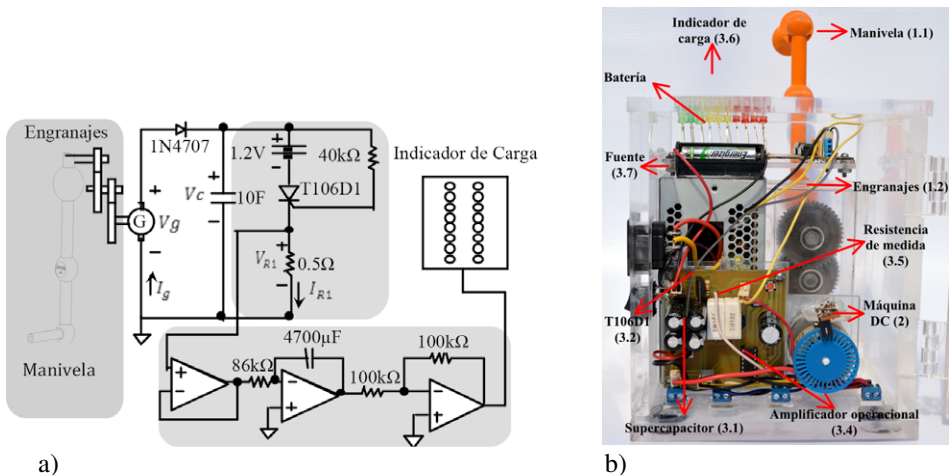 Engranajes
Manivela
1N4707
Vg
G
Ig
Vc
10F
1.2V
40kΩ
T106D1
VR1
0.5Ω
IR1
Indicador de Carga
86kΩ
4700μF
100kΩ
100kΩ
a)
Indicador de
carga (3.6)
Manivela (1.1)
Batería
Fuente
(3.7)
Energizer
Engranajes (1.2)
Resistencia
de medida
(3.5)
T106D1
(3.2)
Máquina
DC (2)
Amplificador operacional
(3.4)
Supercapacitor (3.1)
b)